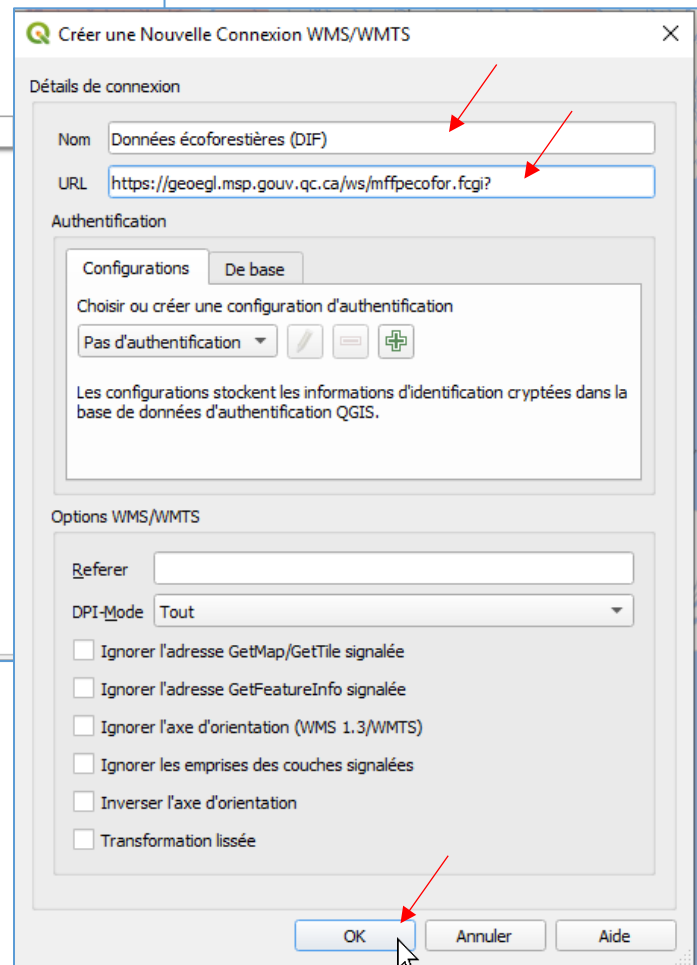 Créer une Nouvelle Connexion WMS/WMTS
Détails de connexion
Nom Données écoforestières (DIF)
URL https://geoegl.msp.gouv.qc.ca/ws/mffpecofor.fcgi?
Authentification
Configurations De base
Choisir ou créer une configuration d'authentification
Pas d'authentification
Les configurations stockent les informations d'identification cryptées dans la
base de données d'authentification QGIS.
Options WMS/WMTS
Referer
DPI-Mode Tout
Ignorer l'adresse GetMap/GetTile signalée
Ignorer l'adresse GetFeatureInfo signalée
Ignorer l'axe d'orientation (WMS 1.3/WMTS)
Ignorer les emprises des couches signalées
Inverser l'axe d'orientation
Transformation lissée
OK Annuler Aide